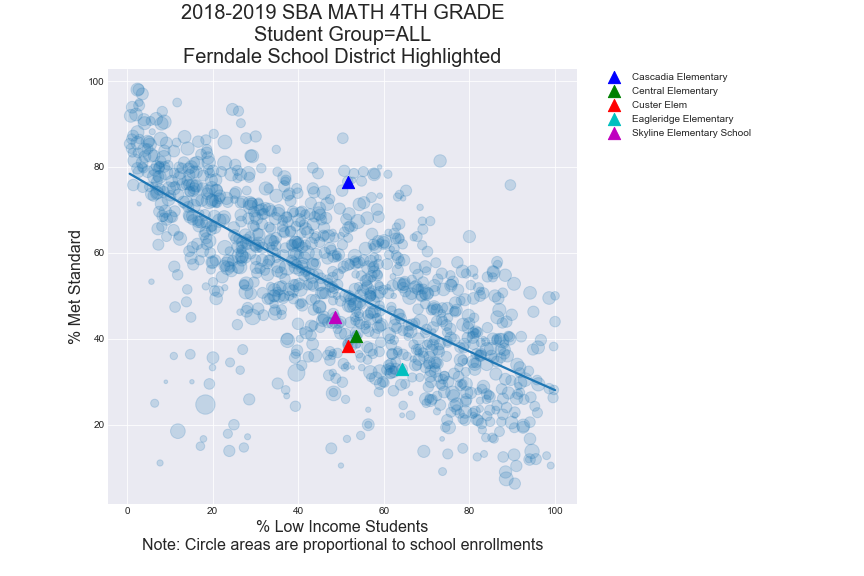 2018-2019 SBA MATH 4TH GRADE
Student Group=ALL
Ferndale School District Highlighted
Cascadia Elementary
Central Elementary
Custer Elem
Eagleridge Elementary
Skyline Elementary School
% Met Standard
100
80
60
40
20
0 20 40 60 80 100
% Low Income Students
Note: Circle areas are proportional to school enrollments